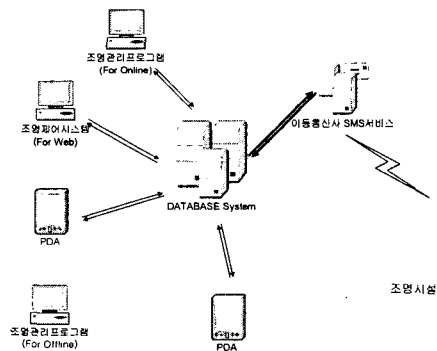 조명관리프로그램
(For Online)
조명제어시스템
(For Web)
이동통신사 SMS서비스
DATABASE System
PDA
조명시설
조명관리프로그램
(For Offline)
PDA